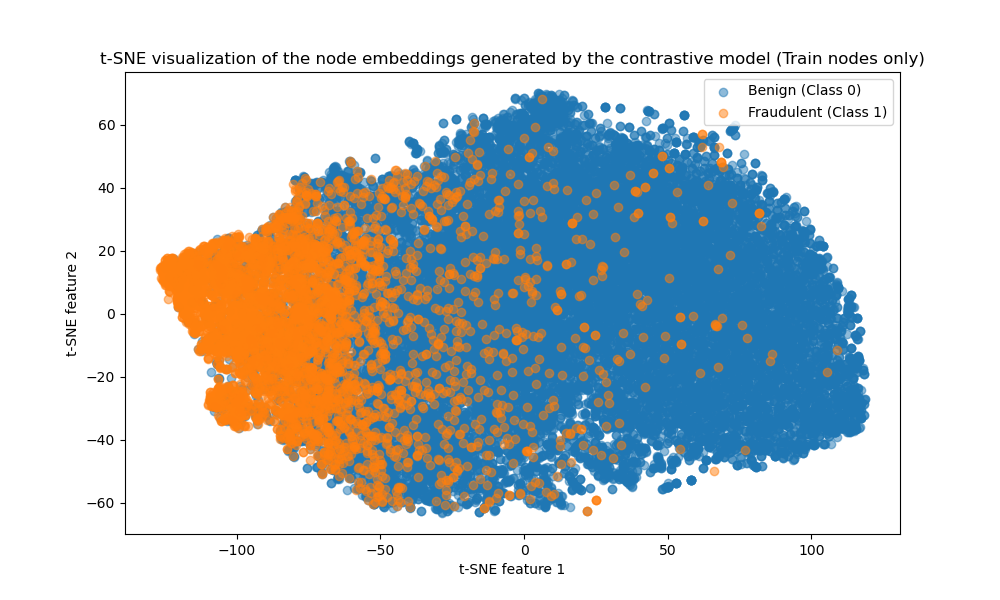 t-SNE visualization of the node embeddings generated by the contrastive model (Train nodes only)
Benign (Class 0)
Fraudulent (Class 1)
60
40
20
0
−20
−40
−60
t-SNE feature 2
−100
−50
0
50
100
t-SNE feature 1